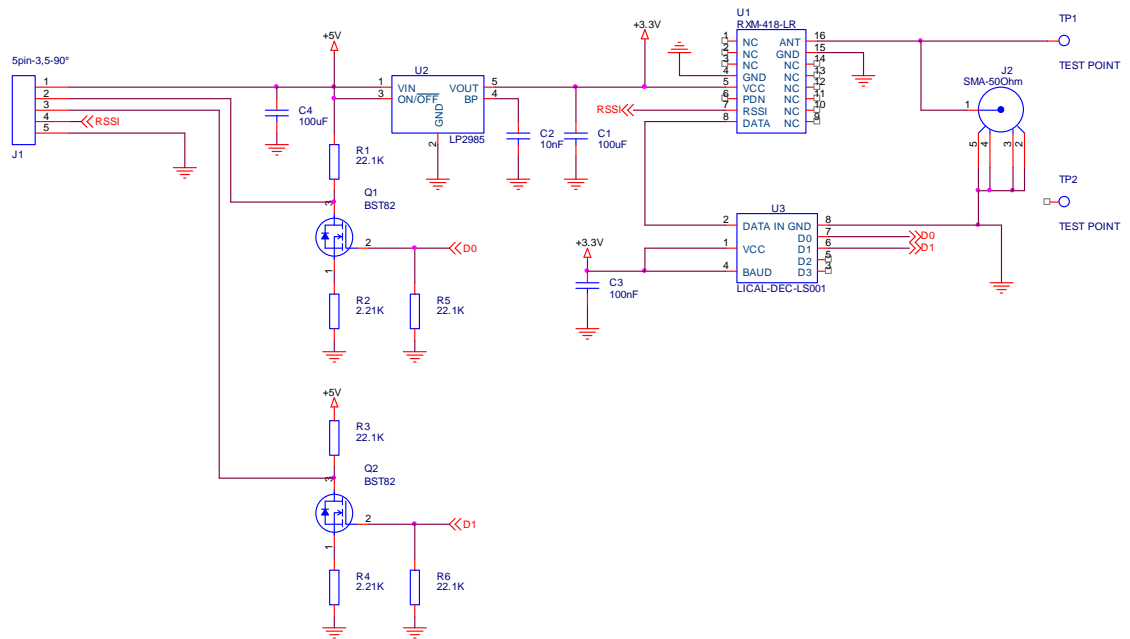 5pin-3,5-90°
1
2
3
4
5
J1
RSSI
+5V
C4
100uF
U2
1
VIN
3
ON/OFF
GND
2
VOUT
5
BP
4
LP2985
R1
22.1K
C2
10nF
C1
100uF
+3.3V
U1
RXM-418-LR
1
NC
2
NC
3
NC
4
GND
5
VCC
6
PDN
7
RSSI
8
DATA
ANT
16
GND
15
NC
14
NC
13
NC
12
NC
11
NC
10
NC
9
RSSI
TP1
TEST POINT
J2
SMA-50Ohm
1
5
4
3
2
TP2
TEST POINT
Q1
BST82
3
2
1
D0
R2
2.21K
R5
22.1K
+3.3V
C3
100nF
U3
2
DATA IN
1
VCC
4
BAUD
GND
8
D0
7
D1
6
D2
5
D3
3
LICAL-DEC-LS001
D0
D1
+5V
R3
22.1K
Q2
BST82
3
2
1
D1
R4
2.21K
R6
22.1K